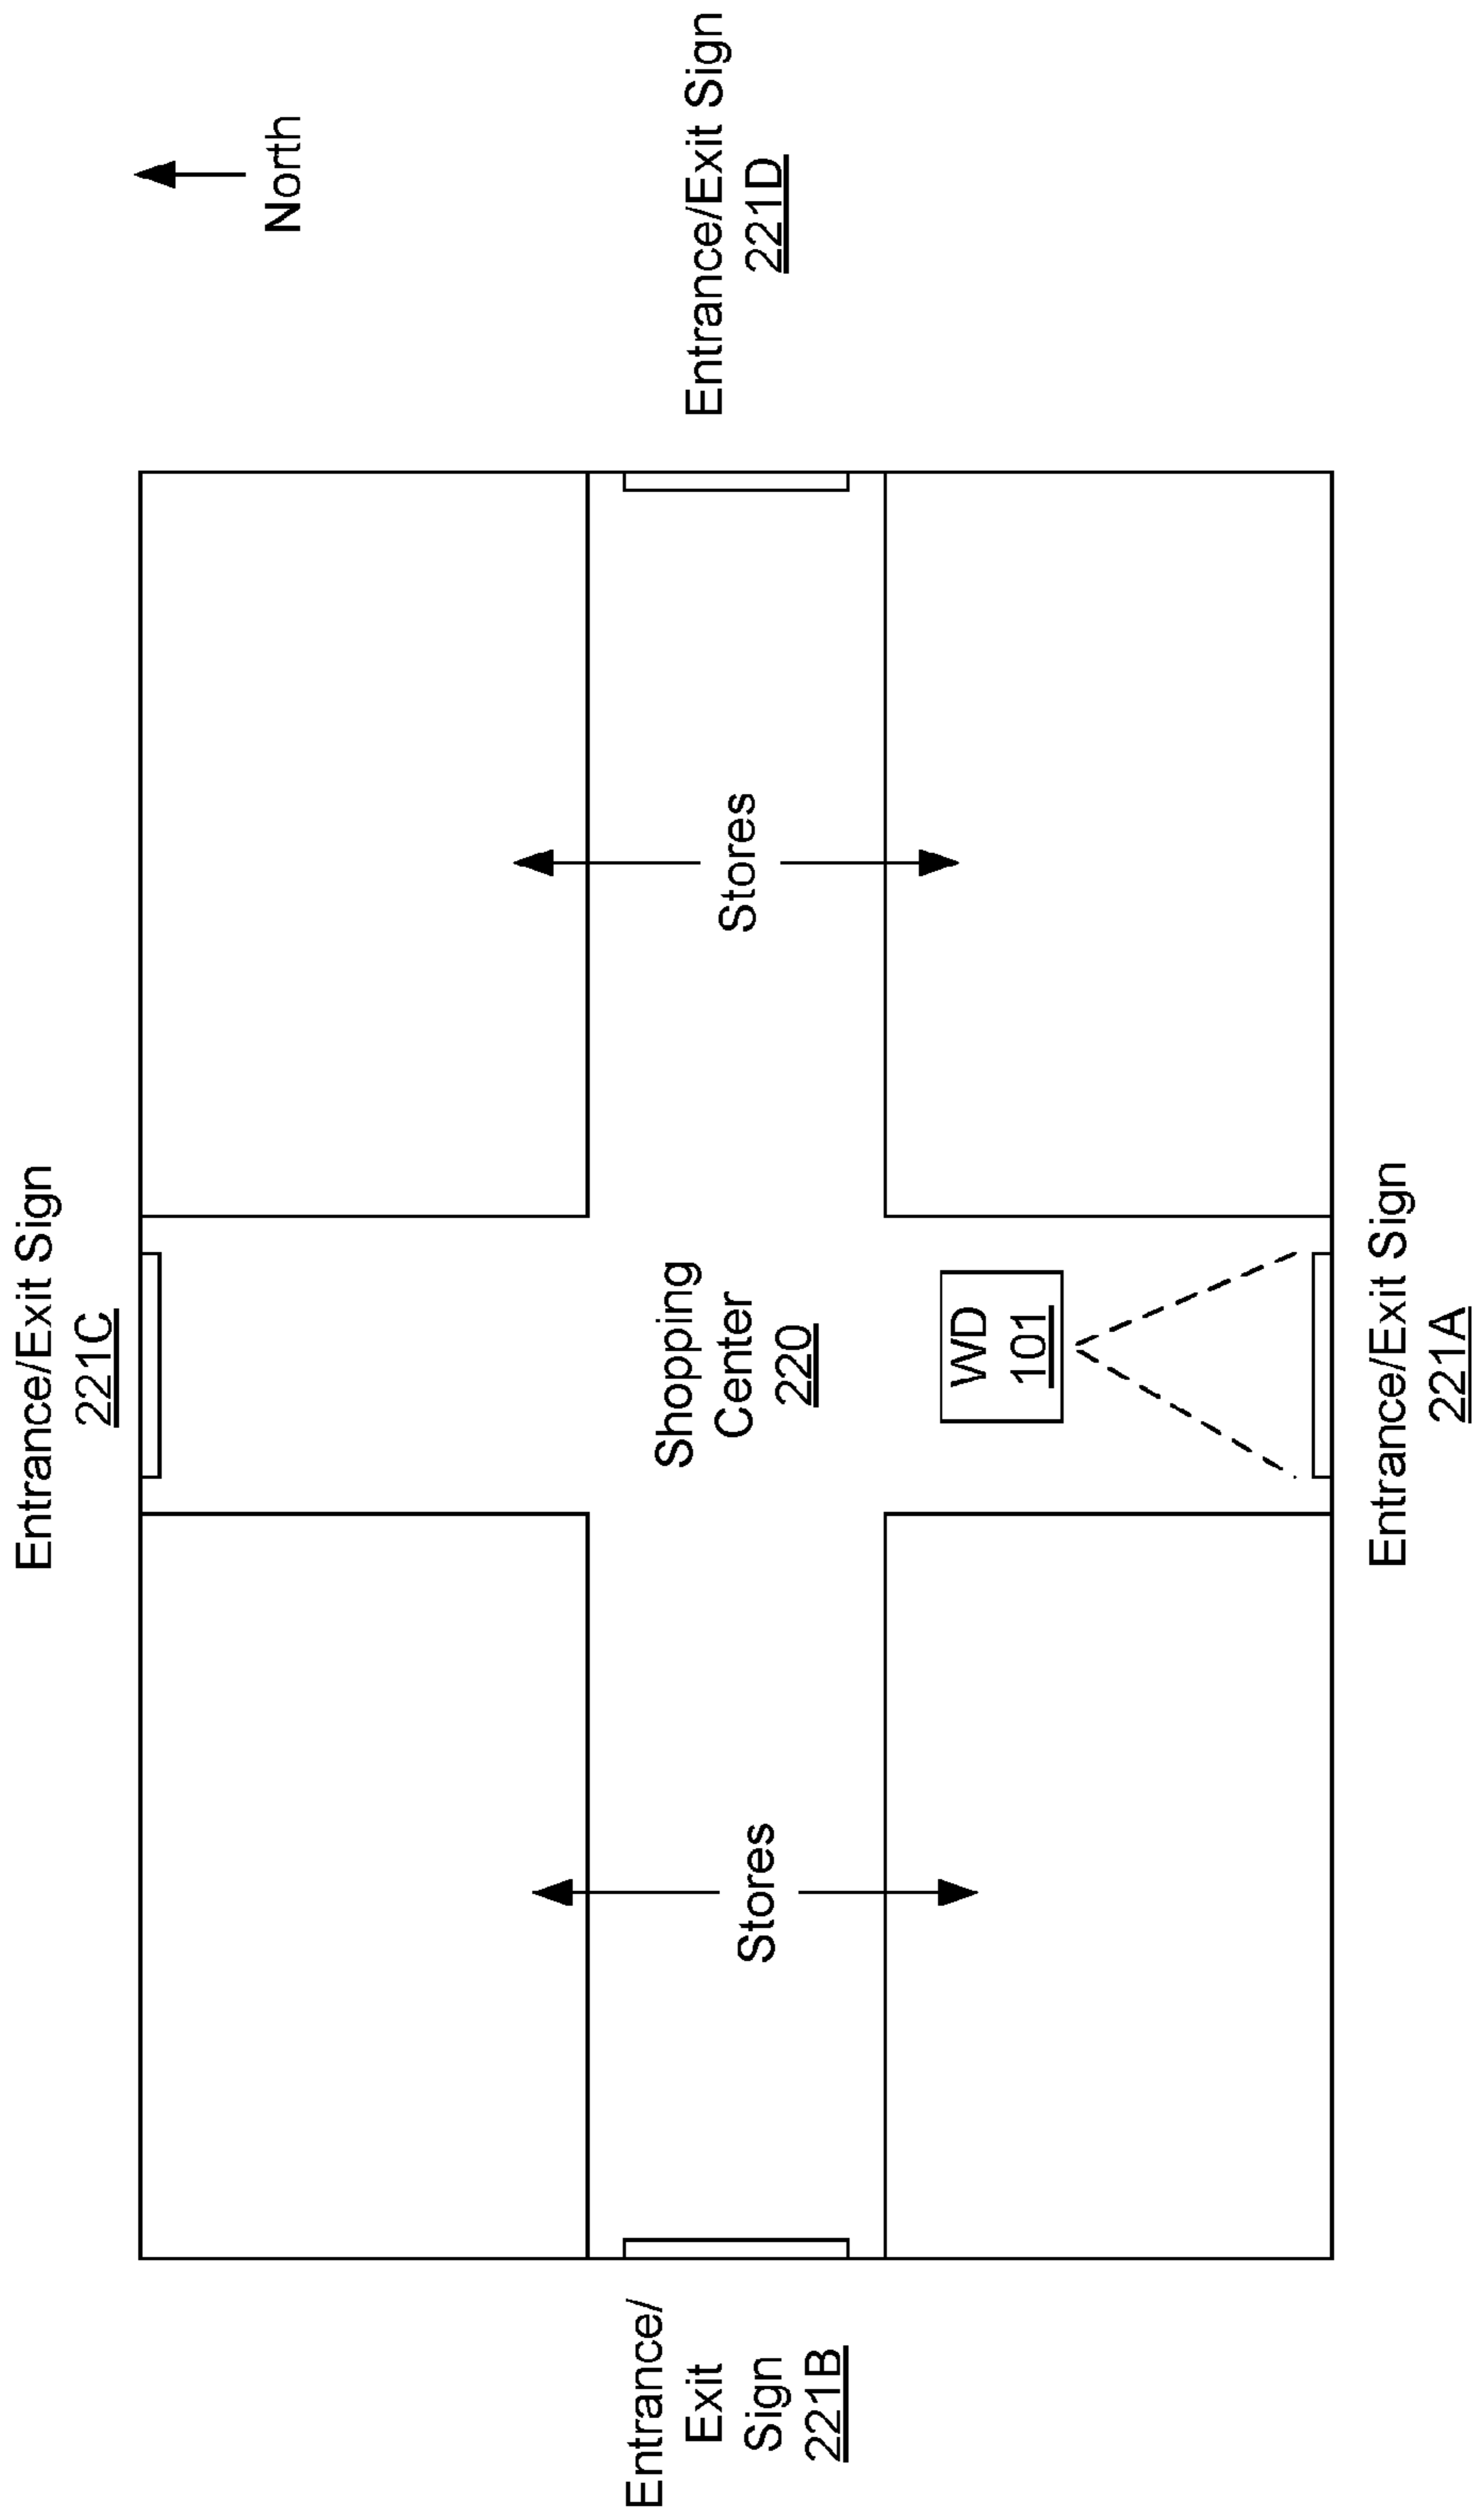 Entrance/Exit Sign
221C
North
Entrance/
Exit
Sign
221B
Stores
Shopping
Center
220
Stores
Entrance/Exit Sign
221D
WD
101
Entrance/Exit Sign
221A